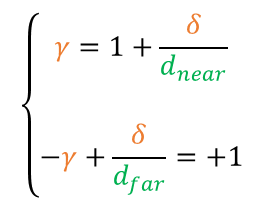 γ = 1 + δ / d_near
−γ + δ / d_far = +1